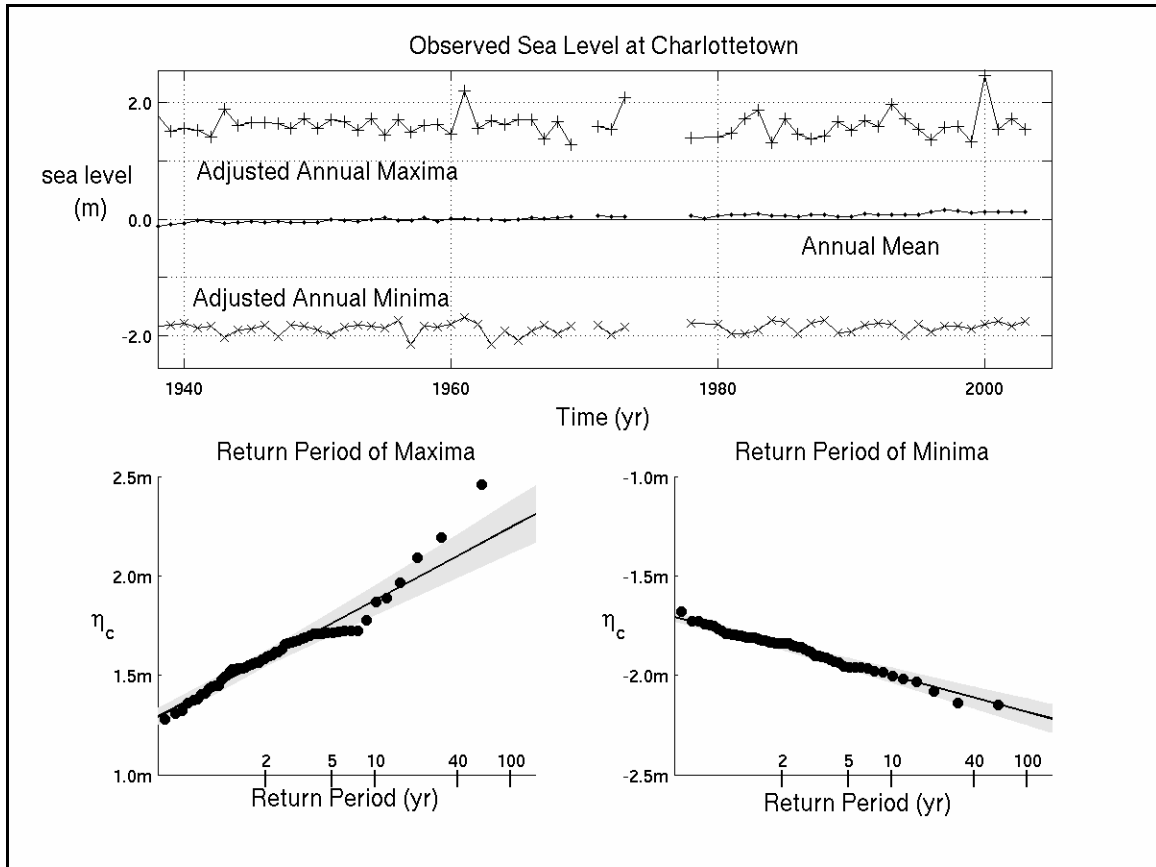 Observed Sea Level at Charlottetown
2.0
Adjusted Annual Maxima
sea level
(m)
0.0
Annual Mean
Adjusted Annual Minima
-2.0
1940 1960 1980 2000
Time (yr)
Return Period of Maxima
2.5m
2.0m
ηc
1.5m
1.0m
2 5 10 40 100
Return Period (yr)
Return Period of Minima
-1.0m
-1.5m
ηc
-2.0m
-2.5m
2 5 10 40 100
Return Period (yr)